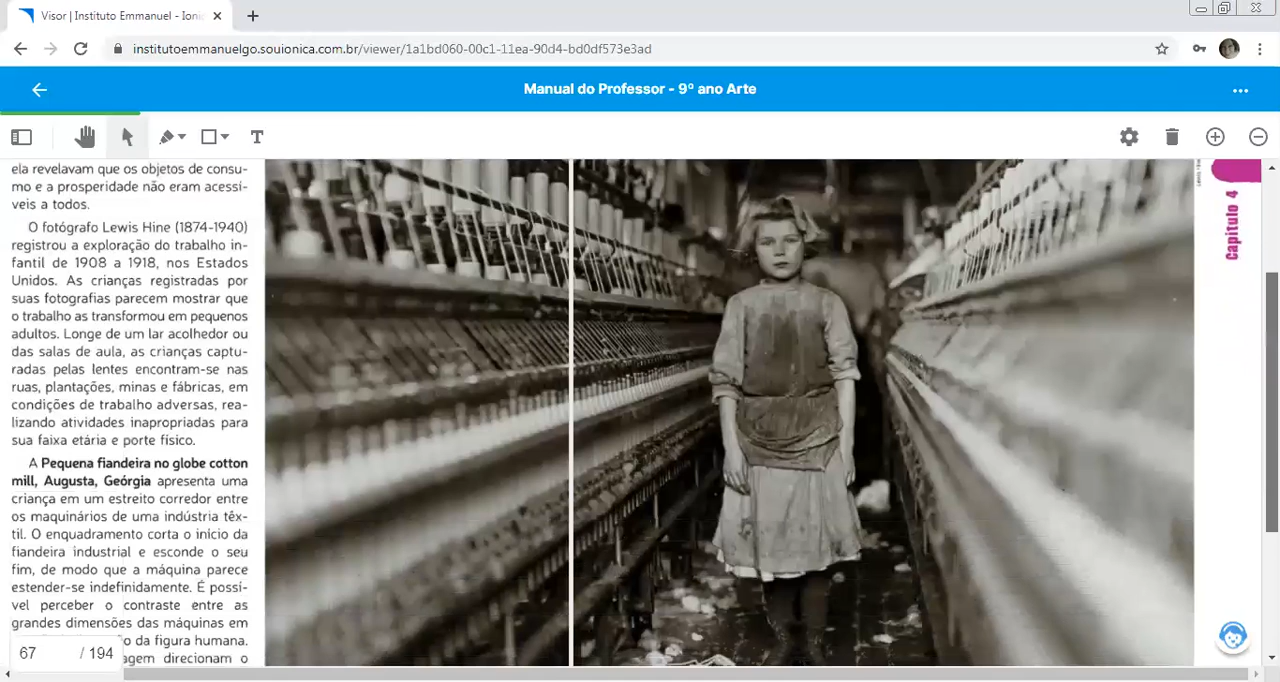 Visor | Instituto Emmanuel - Ionic
institutoemmanuelgo.souionica.com.br/viewer/1a1bd060-00c1-11ea-90d4-bd0df573e3ad
Manual do Professor - 9º ano Arte
T
ela revelavam que os objetos de consu-
mo e a prosperidade não eram acessí-
veis a todos.
O fotógrafo Lewis Hine (1874-1940)
registrou a exploração do trabalho in-
fantil de 1908 a 1918, nos Estados
Unidos. As crianças registradas por
suas fotografias parecem mostrar que
o trabalho as transformou em pequenos
adultos. Longe de um lar acolhedor ou
das salas de aula, as crianças captu-
radas pelas lentes encontram-se nas
ruas, plantações, minas e fábricas, em
condições de trabalho adversas, rea-
lizando atividades inapropriadas para
sua faixa etária e porte físico.
A Pequena fiandeira no globe cotton
mill, Augusta, Geórgia apresenta uma
criança em um estreito corredor entre
os maquinários de uma indústria têx-
til. O enquadramento corta o início da
fiandeira industrial e esconde o seu
fim, de modo que a máquina parece
estender-se indefinidamente. É possí-
vel perceber o contraste entre as
grandes dimensões das máquinas em
da figura humana.
agem direcionam o
67 / 194
Capítulo 4